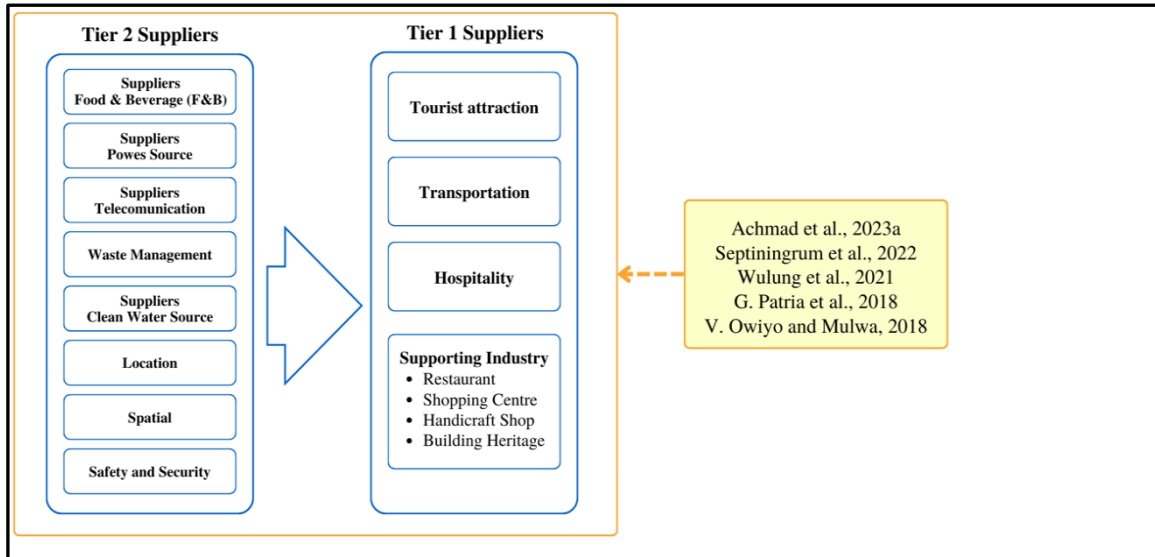 Tier 2 Suppliers
Suppliers
Food & Beverage (F&B)
Suppliers
Powes Source
Suppliers
Telecomunication
Waste Management
Suppliers
Clean Water Source
Location
Spatial
Safety and Security
Tier 1 Suppliers
Tourist attraction
Transportation
Hospitality
Supporting Industry
• Restaurant
• Shopping Centre
• Handicraft Shop
• Building Heritage
Achmad et al., 2023a
Septiningrum et al., 2022
Wulung et al., 2021
G. Patria et al., 2018
V. Owiyo and Mulwa, 2018